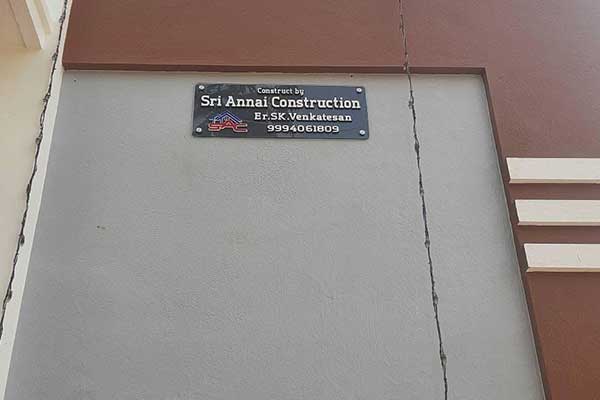 Construct by
Sri Annai Construction
Er.SK.Venkatesan
SAC
9994061809